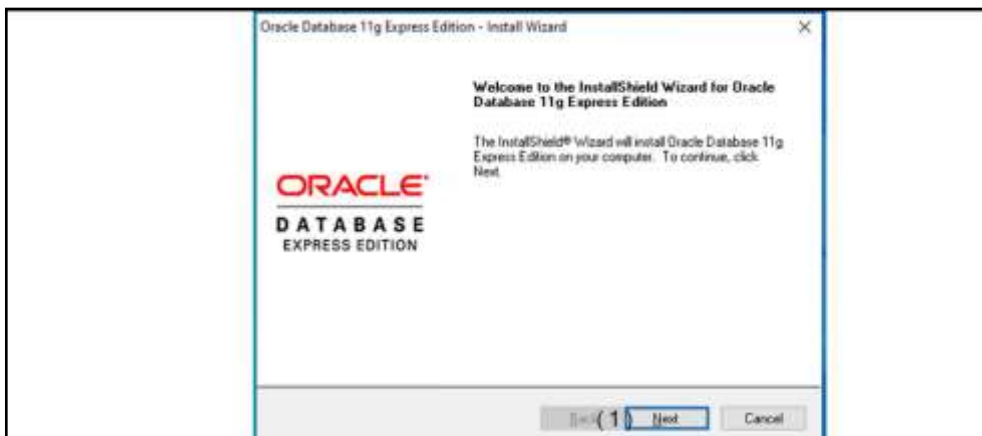 Oracle Database 11g Express Edition - Install Wizard
Welcome to the InstallShield Wizard for Oracle
Database 11g Express Edition
The InstallShield® Wizard will install Oracle Database 11g
Express Edition on your computer. To continue, click
Next.
ORACLE®
DATABASE
EXPRESS EDITION
(1) Next Cancel